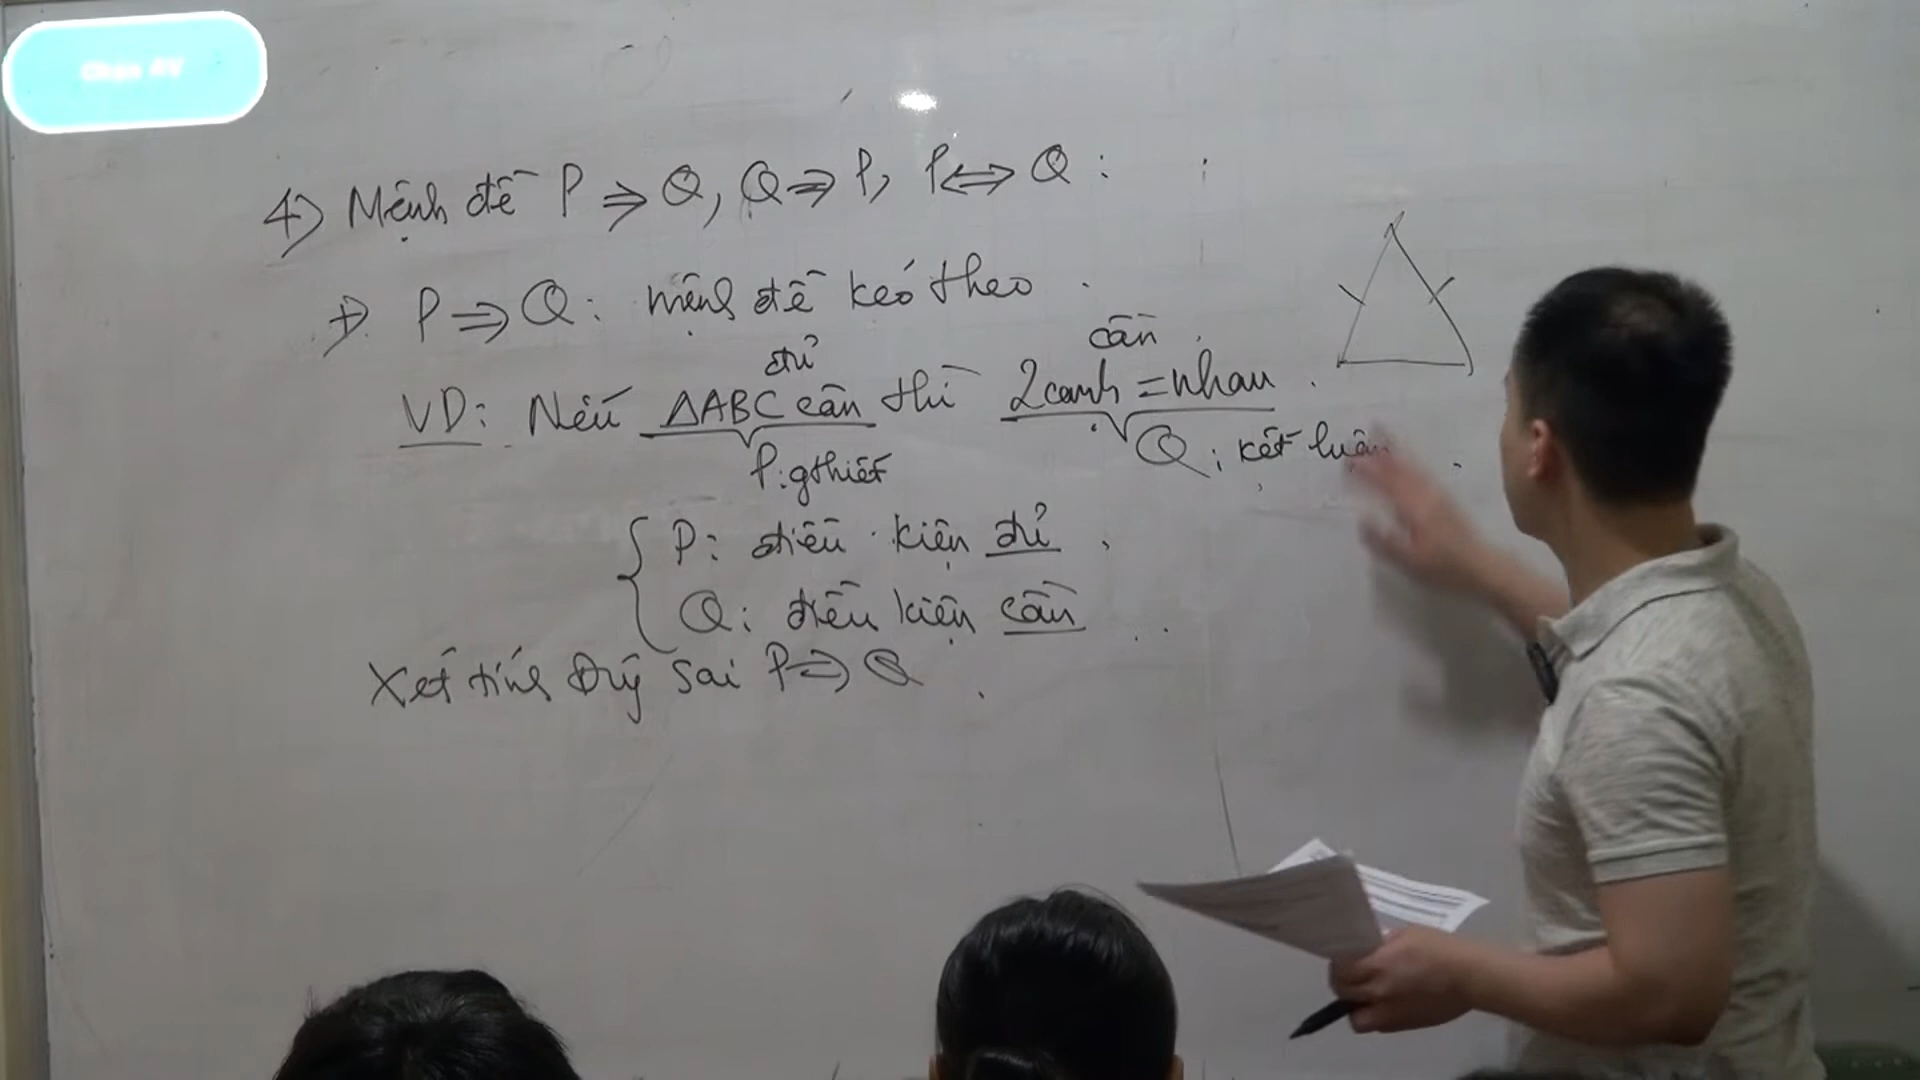 4) Mệnh đề P ⇒ Q, Q ⇒ P, P ⇔ Q :
+) P ⇒ Q : mệnh đề kéo theo .
đủ cần
VD: Nếu ΔABC cân thì 2 cạnh = nhau .
P: gthiết Q : kết luận
P: điều kiện đủ
Q: điều kiện cần
Xét tính đúng sai P ⇒ Q